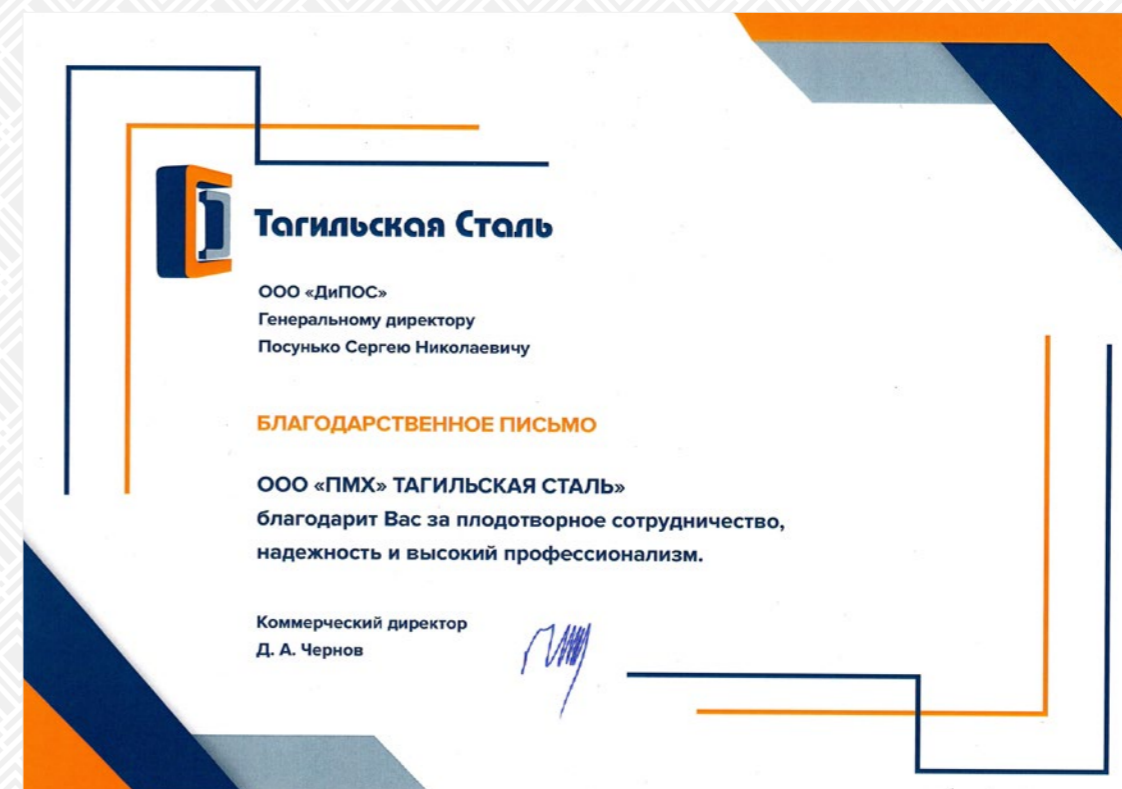 Тагильская Сталь
ООО «ДиПОС»
Генеральному директору
Посунько Сергею Николаевичу
БЛАГОДАРСТВЕННОЕ ПИСЬМО
ООО «ПМХ» ТАГИЛЬСКАЯ СТАЛЬ»
благодарит Вас за плодотворное сотрудничество,
надежность и высокий профессионализм.
Коммерческий директор
Д. А. Чернов